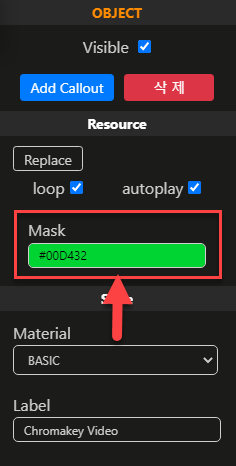 OBJECT
Visible
Add Callout 삭 제
Resource
Replace
loop autoplay
Mask
#00D432
Material
BASIC
Label
Chromakey Video